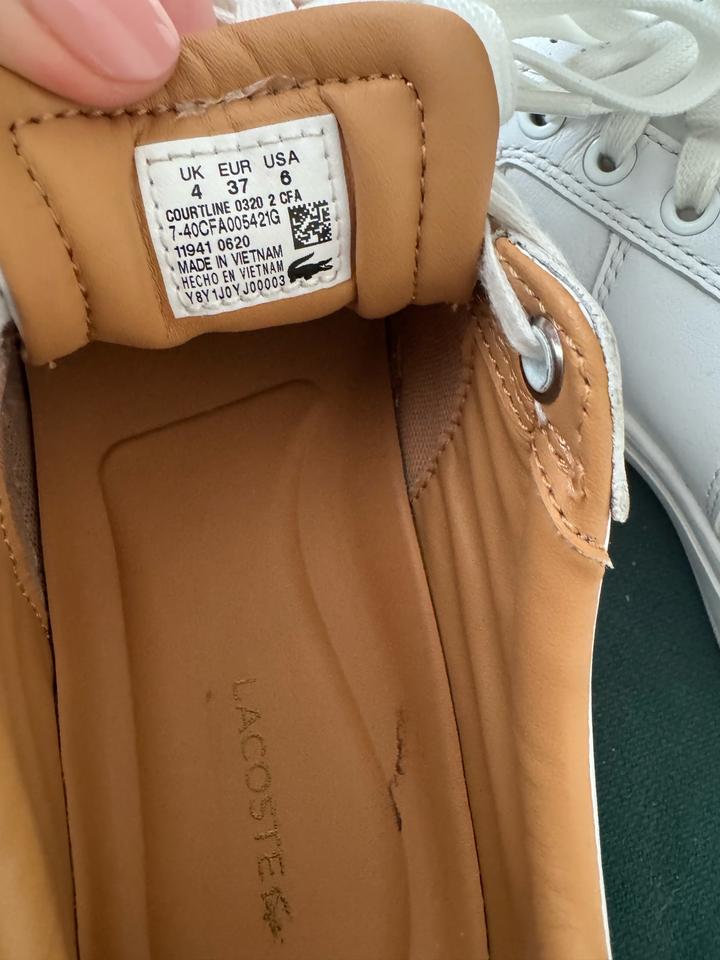 UK EUR USA
4 37 6
COURTLINE 0320 2 CFA
7-40CFA005421G
11941 0620
MADE IN VIETNAM
HECHO EN VIETNAM
Y8Y1J0YJ00003
LACOSTE